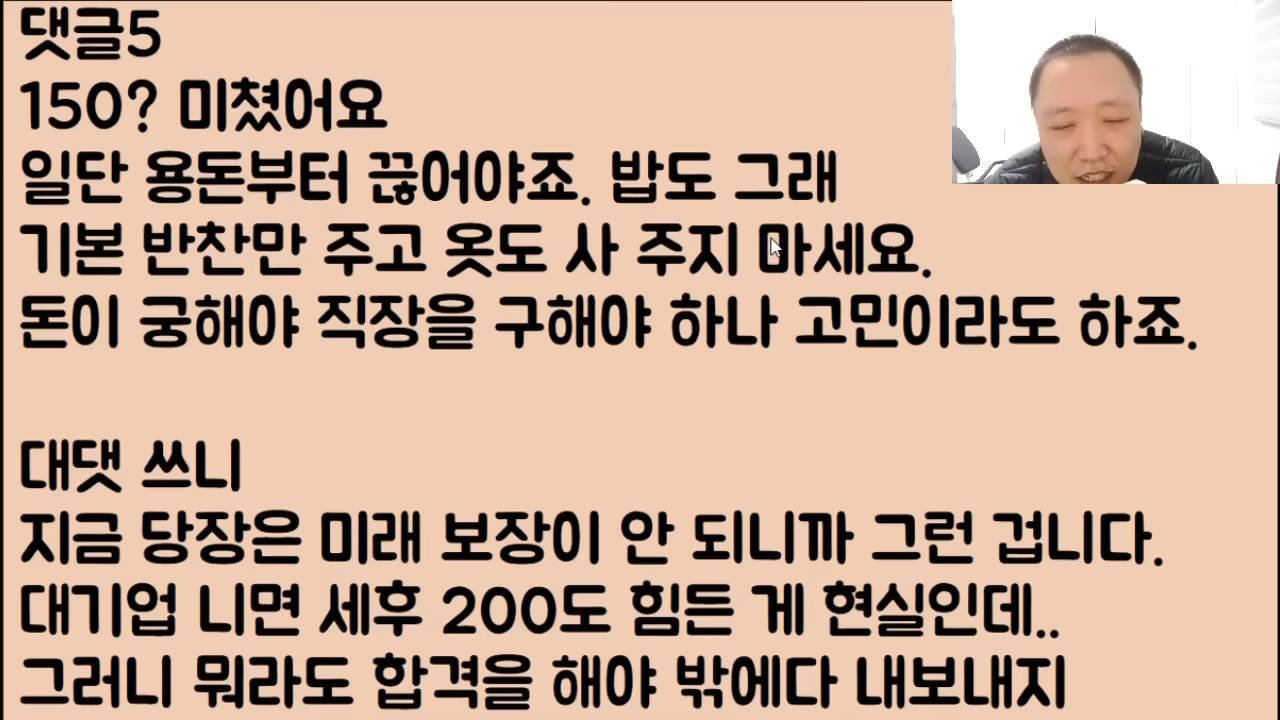 댓글5
150? 미쳤어요
일단 용돈부터 끊어야죠. 밥도 그래
기본 반찬만 주고 옷도 사 주지 마세요.
돈이 궁해야 직장을 구해야 하나 고민이라도 하죠.
대댓 쓰니
지금 당장은 미래 보장이 안 되니까 그런 겁니다.
대기업 니면 세후 200도 힘든 게 현실인데..
그러니 뭐라도 합격을 해야 밖에다 내보내지